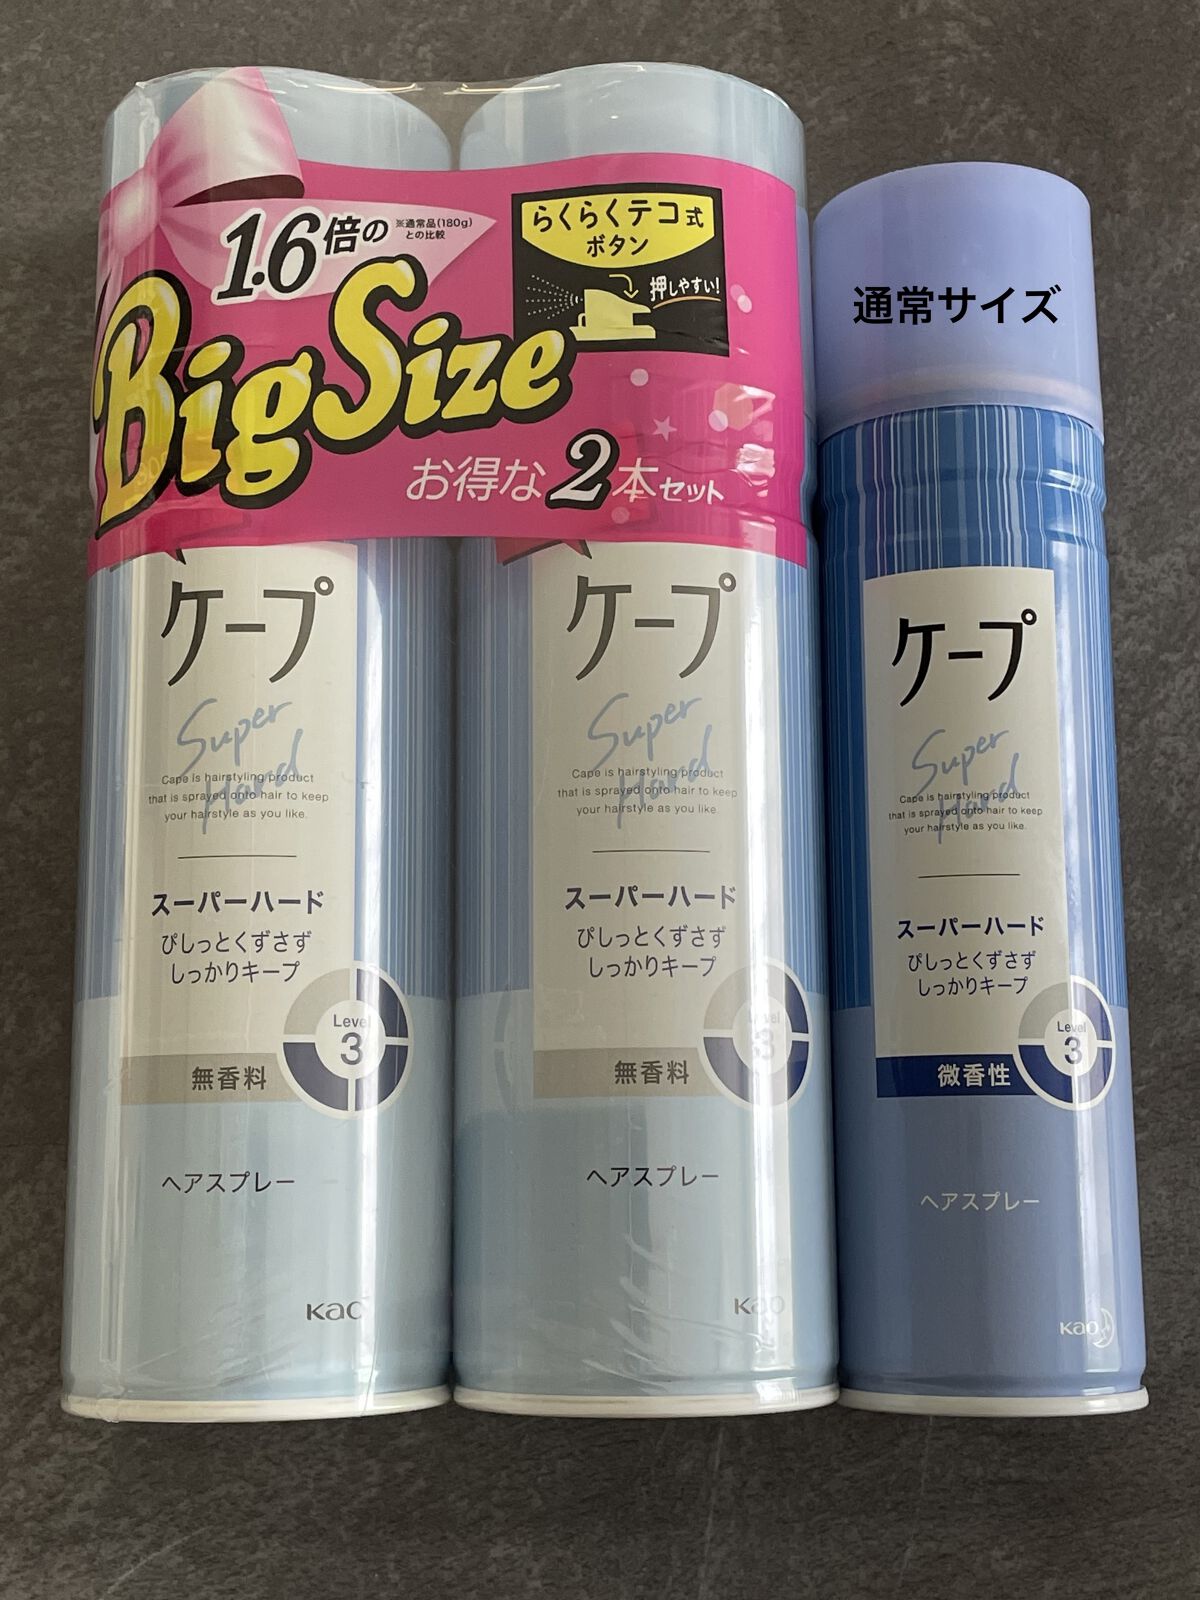 1.6倍の
※通常品(180g)
との比較
BigSize
お得な2本セット
らくらくテコ式
ボタン
押しやすい!
ケープ
Super
Hard
Cape is hairstyling product
that is sprayed onto hair to keep
your hairstyle as you like.
スーパーハード
ぴしっとくずさず
しっかりキープ
Level
3
無香料
ヘアスプレー
Kao
ケープ
Super
Hard
Cape is hairstyling product
that is sprayed onto hair to keep
your hairstyle as you like.
スーパーハード
ぴしっとくずさず
しっかりキープ
Level
3
無香料
ヘアスプレー
Kao
通常サイズ
ケープ
Super
Hard
Cape is hairstyling product
that is sprayed onto hair to keep
your hairstyle as you like.
スーパーハード
ぴしっとくずさず
しっかりキープ
Level
3
微香性
ヘアスプレー
Kao